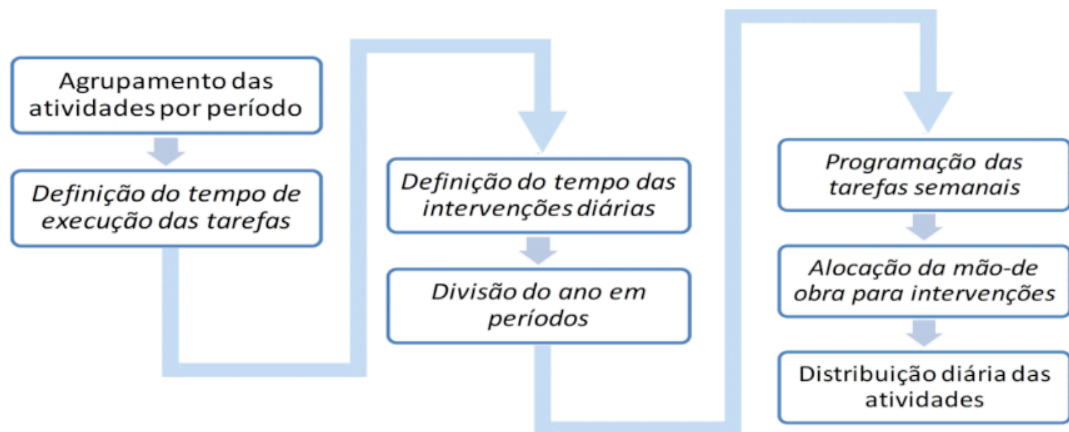 Agrupamento das
atividades por período
Definição do tempo de
execução das tarefas
Definição do tempo das
intervenções diárias
Divisão do ano em
períodos
Programação das
tarefas semanais
Alocação da mão-de
obra para intervenções
Distribuição diária das
atividades